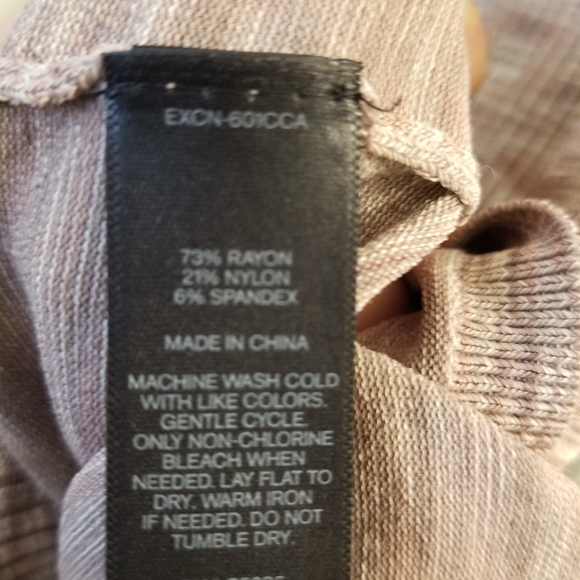 EXCN-601CCA
73% RAYON
21% NYLON
6% SPANDEX
MADE IN CHINA
MACHINE WASH COLD
WITH LIKE COLORS.
GENTLE CYCLE.
ONLY NON-CHLORINE
BLEACH WHEN
NEEDED. LAY FLAT TO
DRY. WARM IRON
IF NEEDED. DO NOT
TUMBLE DRY.